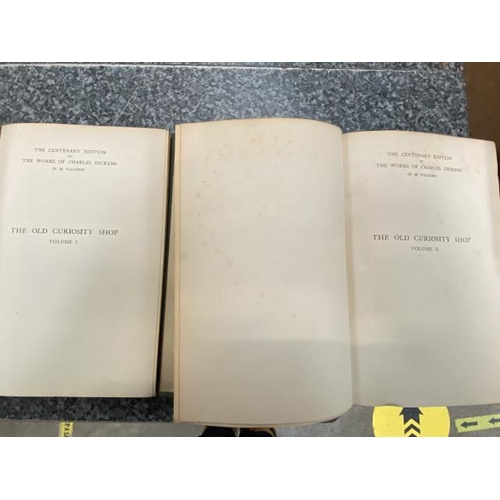 THE CENTENARY EDITION
OF
THE WORKS OF CHARLES DICKENS
IN 36 VOLUMES
THE OLD CURIOSITY SHOP
VOLUME I
THE CENTENARY EDITION
OF
THE WORKS OF CHARLES DICKENS
IN 36 VOLUMES
THE OLD CURIOSITY SHOP
VOLUME II